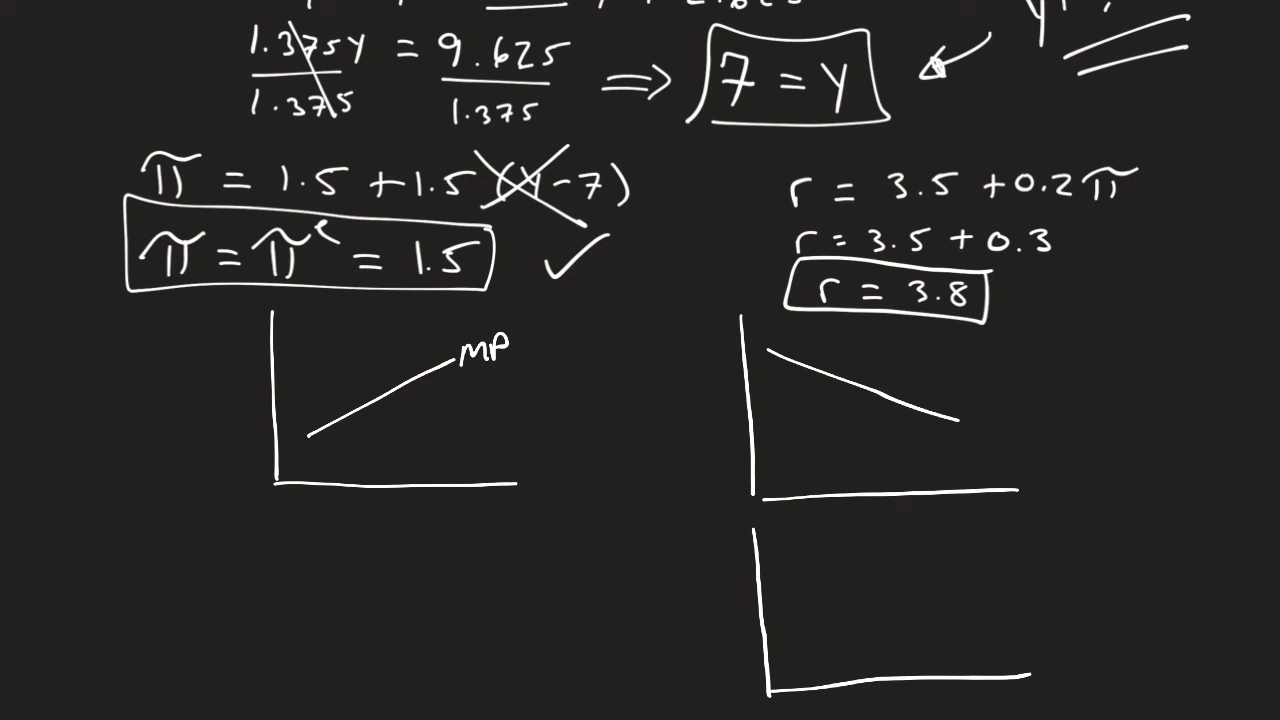 1.375Y = 9.625
1.375 1.375
⟹ 7 = Y
π = 1.5 + 1.5 (Y - 7)
π = πᵉ = 1.5 ✓
r = 3.5 + 0.2π
r = 3.5 + 0.3
r = 3.8
MP